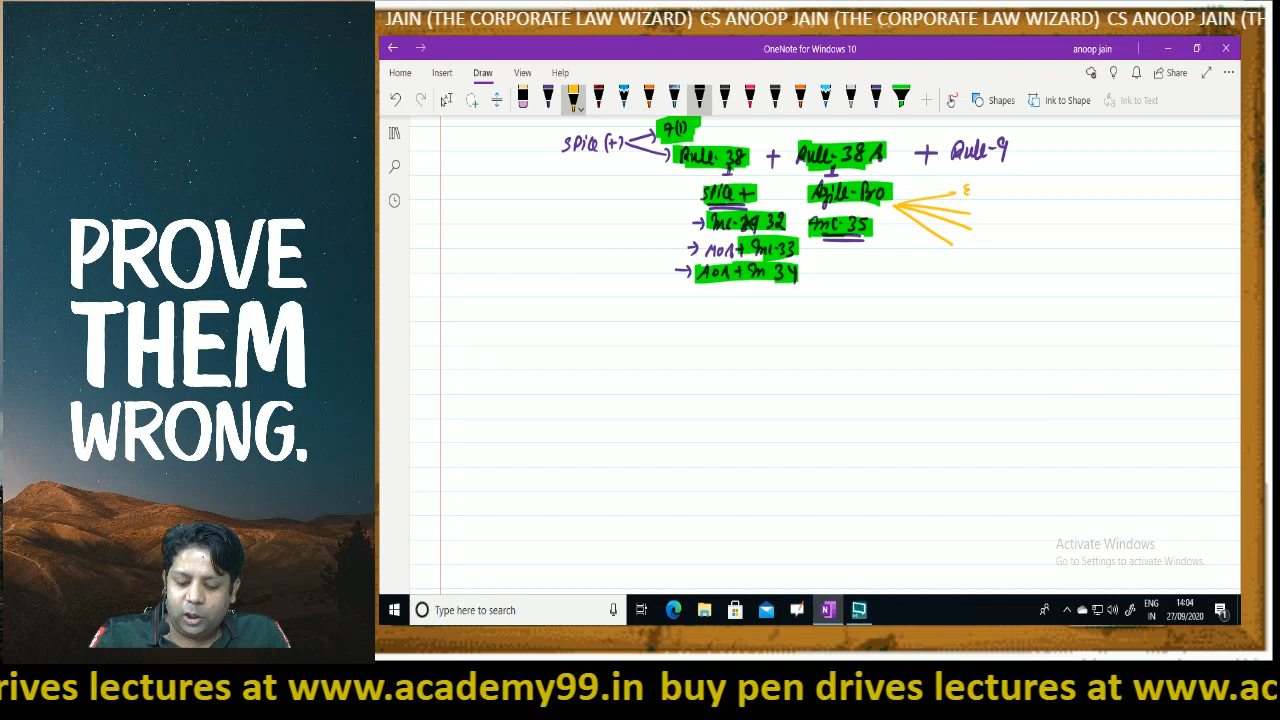 JAIN (THE CORPORATE LAW WIZARD) CS ANOOP JAIN (THE CORPORATE LAW WIZARD) CS ANOOP JAIN (TH
OneNote for Windows 10
anoop jain
Home Insert Draw View Help
Share
Shapes
Ink to Shape
Ink to Text
7(1)
SPice (+)
Rule-38 + Rule-38 A + Rule-9
SPice +
Agile-Pro
Inc-32
Inc-35
MOA + Inc-33
AOA + In 34
PROVE
THEM
WRONG.
Activate Windows
Go to Settings to activate Windows.
Type here to search
ENG
IN
14:04
27/09/2020
rives lectures at www.academy99.in buy pen drives lectures at www.ac